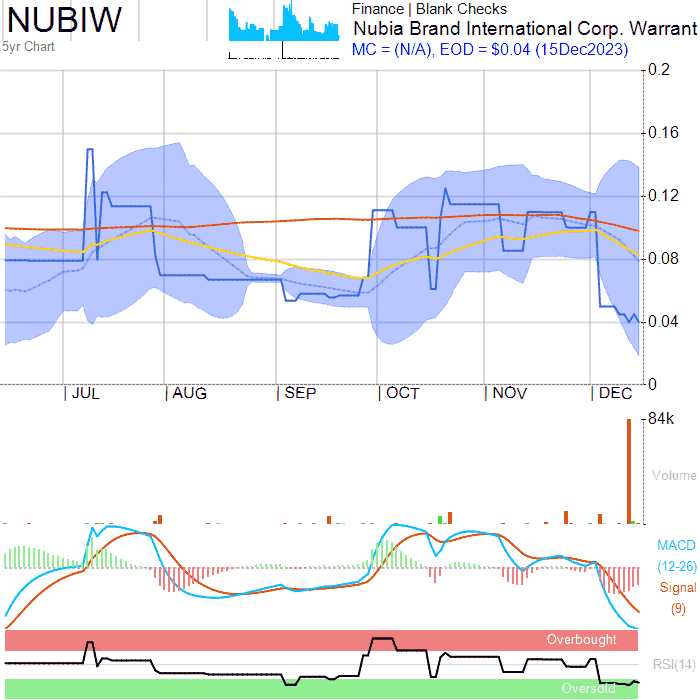 NUBIW
5yr Chart
Finance | Blank Checks
Nubia Brand International Corp. Warrant
MC = (N/A), EOD = $0.04 (15Dec2023)
0.2
0.16
0.12
0.08
0.04
0
JUL AUG SEP OCT NOV DEC
84k
Volume
MACD
(12-26)
Signal
(9)
Overbought
RSI(14)
Oversold